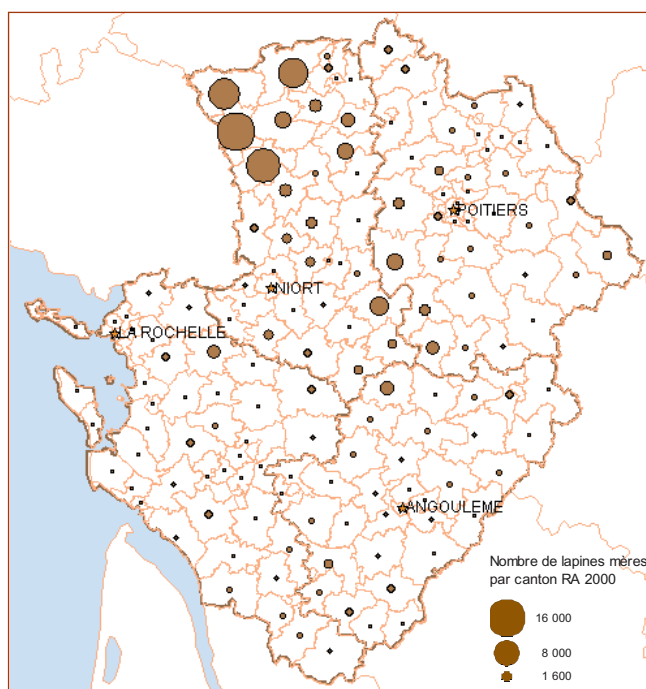 POITIERS
NIORT
LA ROCHELLE
ANGOULEME
Nombre de lapines mères
par canton RA 2000
16 000
8 000
1 600